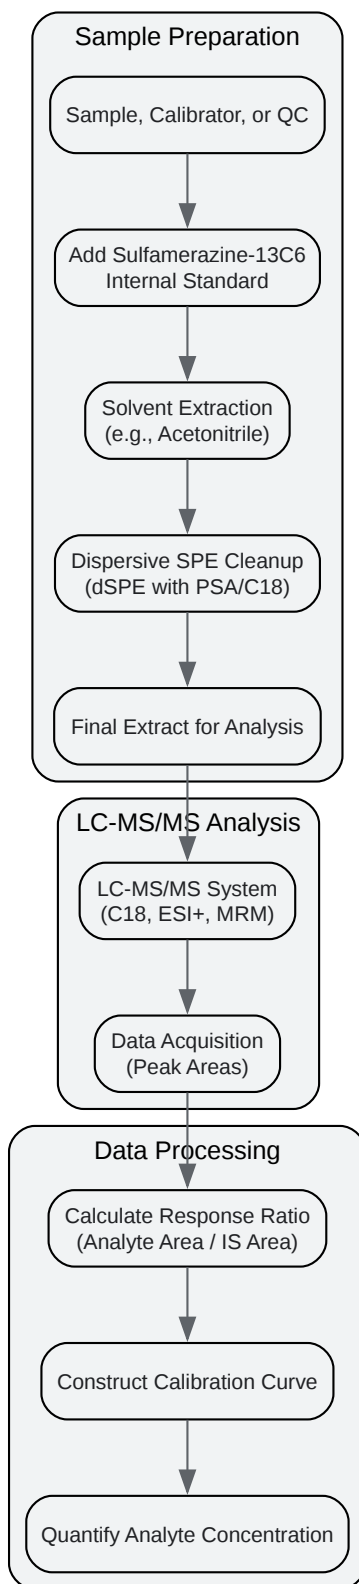 Sample Preparation
Sample, Calibrator, or QC
Add Sulfamerazine-13C6
Internal Standard
Solvent Extraction
(e.g., Acetonitrile)
Dispersive SPE Cleanup
(dSPE with PSA/C18)
Final Extract for Analysis
LC-MS/MS Analysis
LC-MS/MS System
(C18, ESI+, MRM)
Data Acquisition
(Peak Areas)
Data Processing
Calculate Response Ratio
(Analyte Area / IS Area)
Construct Calibration Curve
Quantify Analyte Concentration